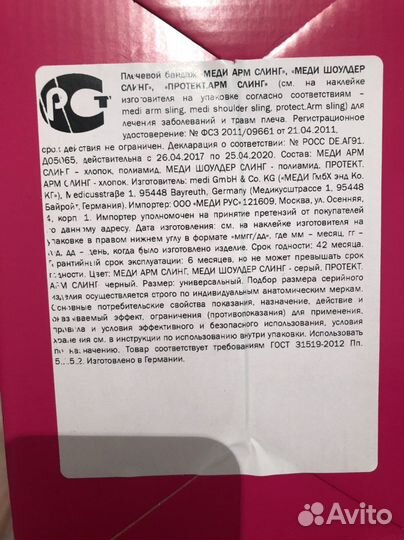 Плечевой бандаж «МЕДИ АРМ СЛИНГ», «МЕДИ ШОУЛДЕР
СЛИНГ», «ПРОТЕКТ.АРМ СЛИНГ» (см. на наклейке
изготовителя на упаковке согласно соответствиям –
medi arm sling, medi shoulder sling, protect.Arm sling) для
лечения заболеваний и травм плеча. Регистрационное
удостоверение: № ФСЗ 2011/09661 от 21.04.2011,
срок действия не ограничен. Декларация о соответствии: № РОСС DE.АГ91.
Д05065, действительна с 26.04.2017 по 25.04.2020. Состав: МЕДИ АРМ
СЛИНГ – хлопок, полиамид. МЕДИ ШОУЛДЕР СЛИНГ - полиамид. ПРОТЕКТ.
АРМ СЛИНГ - хлопок. Изготовитель: medi GmbH & Co. KG («МЕДИ ГмбХ энд Ко.
КГ»), Medicusstraße 1, 95448 Bayreuth, Germany (Медикусштрассе 1, 95448
Байройт, Германия). Импортер: ООО «МЕДИ РУС» 121609, Москва, ул. Осенняя,
4, корп 1. Импортер уполномочен на принятие претензий от покупателей
по данному адресу. Дата изготовления: см. на наклейке изготовителя на
упаковке в правом нижнем углу в формате «ммгг/дд», где мм – месяц, гг –
год, дд – день, когда было изготовлено изделие. Срок годности: 42 месяца.
Гарантийный срок эксплуатации: 6 месяцев, но не может превышать срок
годности. Цвет: МЕДИ АРМ СЛИНГ, МЕДИ ШОУЛДЕР СЛИНГ - серый, ПРОТЕКТ.
АРМ СЛИНГ черный. Размер: универсальный. Подбор размера серийного
изделия осуществляется строго по индивидуальным анатомическим меркам.
Основные потребительские свойства показания, назначение, действие и
оказываемый эффект, ограничения (противопоказания) для применения,
правила и условия эффективного и безопасного использования, условия
хранения см. в инструкции по использованию внутри упаковки. Использовать
по назначению. Товар соответствует требованиям ГОСТ 31519-2012 Пп.
5. 5.2. Изготовлено в Германии.
Avito